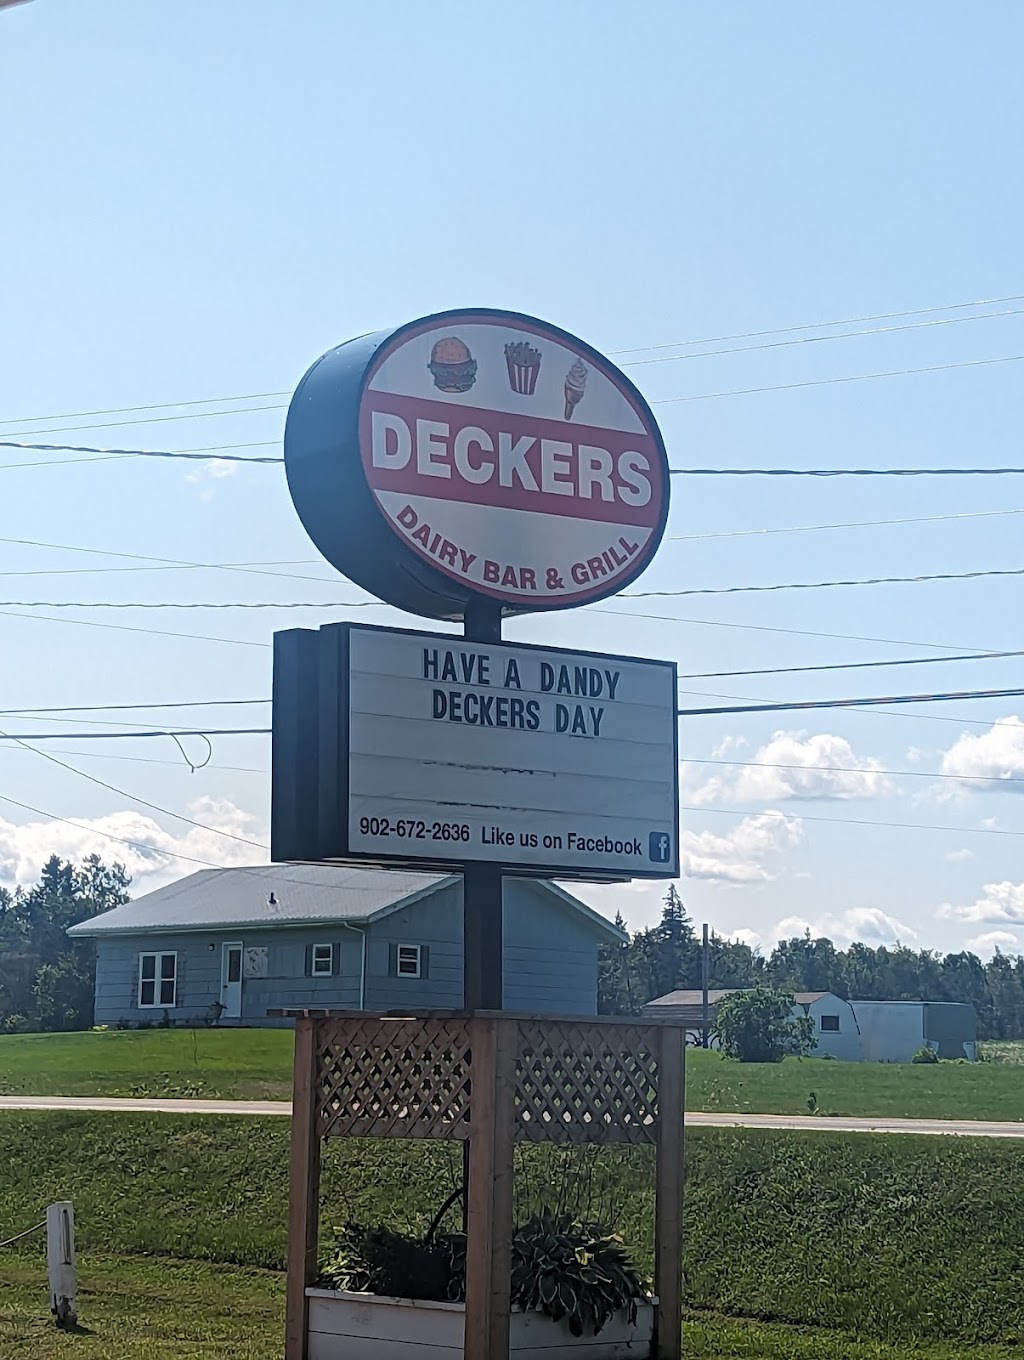 DECKERS
DAIRY BAR & GRILL
HAVE A DANDY
DECKERS DAY
902-672-2636 Like us on Facebook f